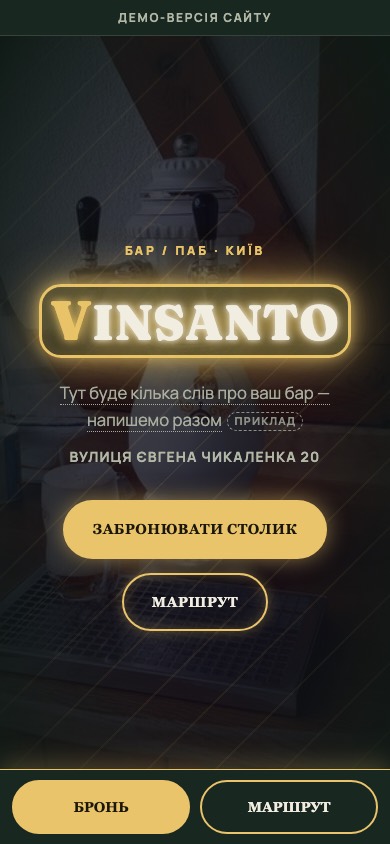 ДЕМО-ВЕРСІЯ САЙТУ
БАР / ПАБ · КИЇВ
VINSANTO
Тут буде кілька слів про ваш бар —
напишемо разом ПРИКЛАД
ВУЛИЦЯ ЄВГЕНА ЧИКАЛЕНКА 20
ЗАБРОНЮВАТИ СТОЛИК
МАРШРУТ
БРОНЬ МАРШРУТ